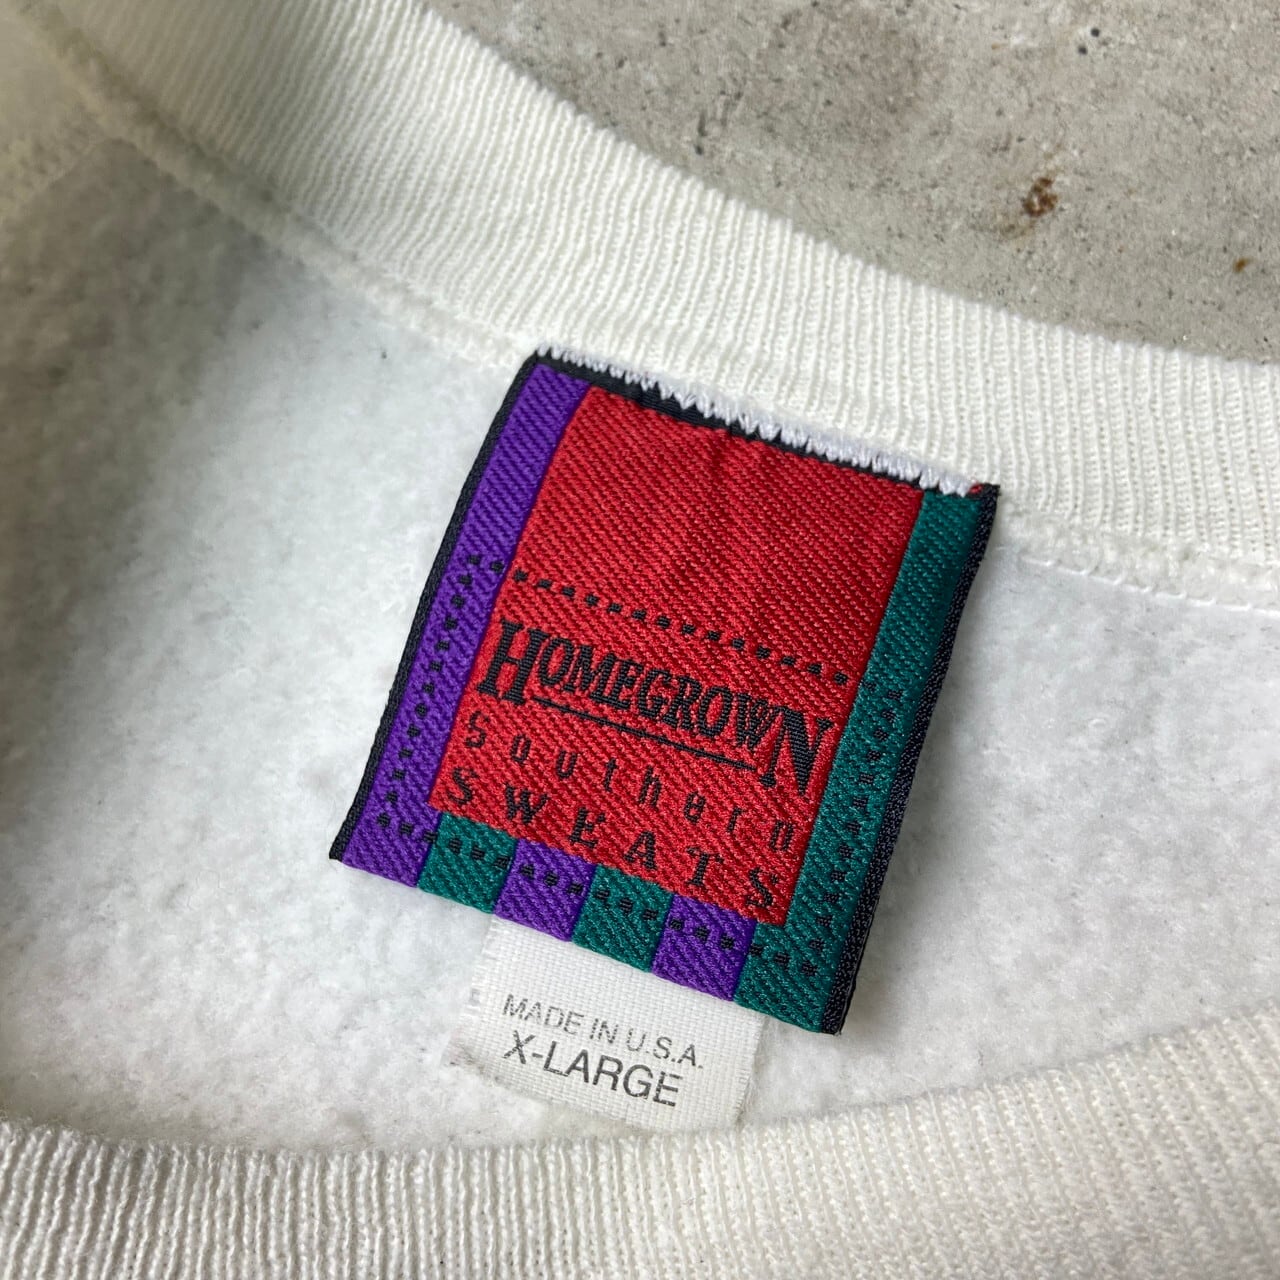 HOMEGROWN
Southern
SWEATS
MADE IN U.S.A.
X-LARGE